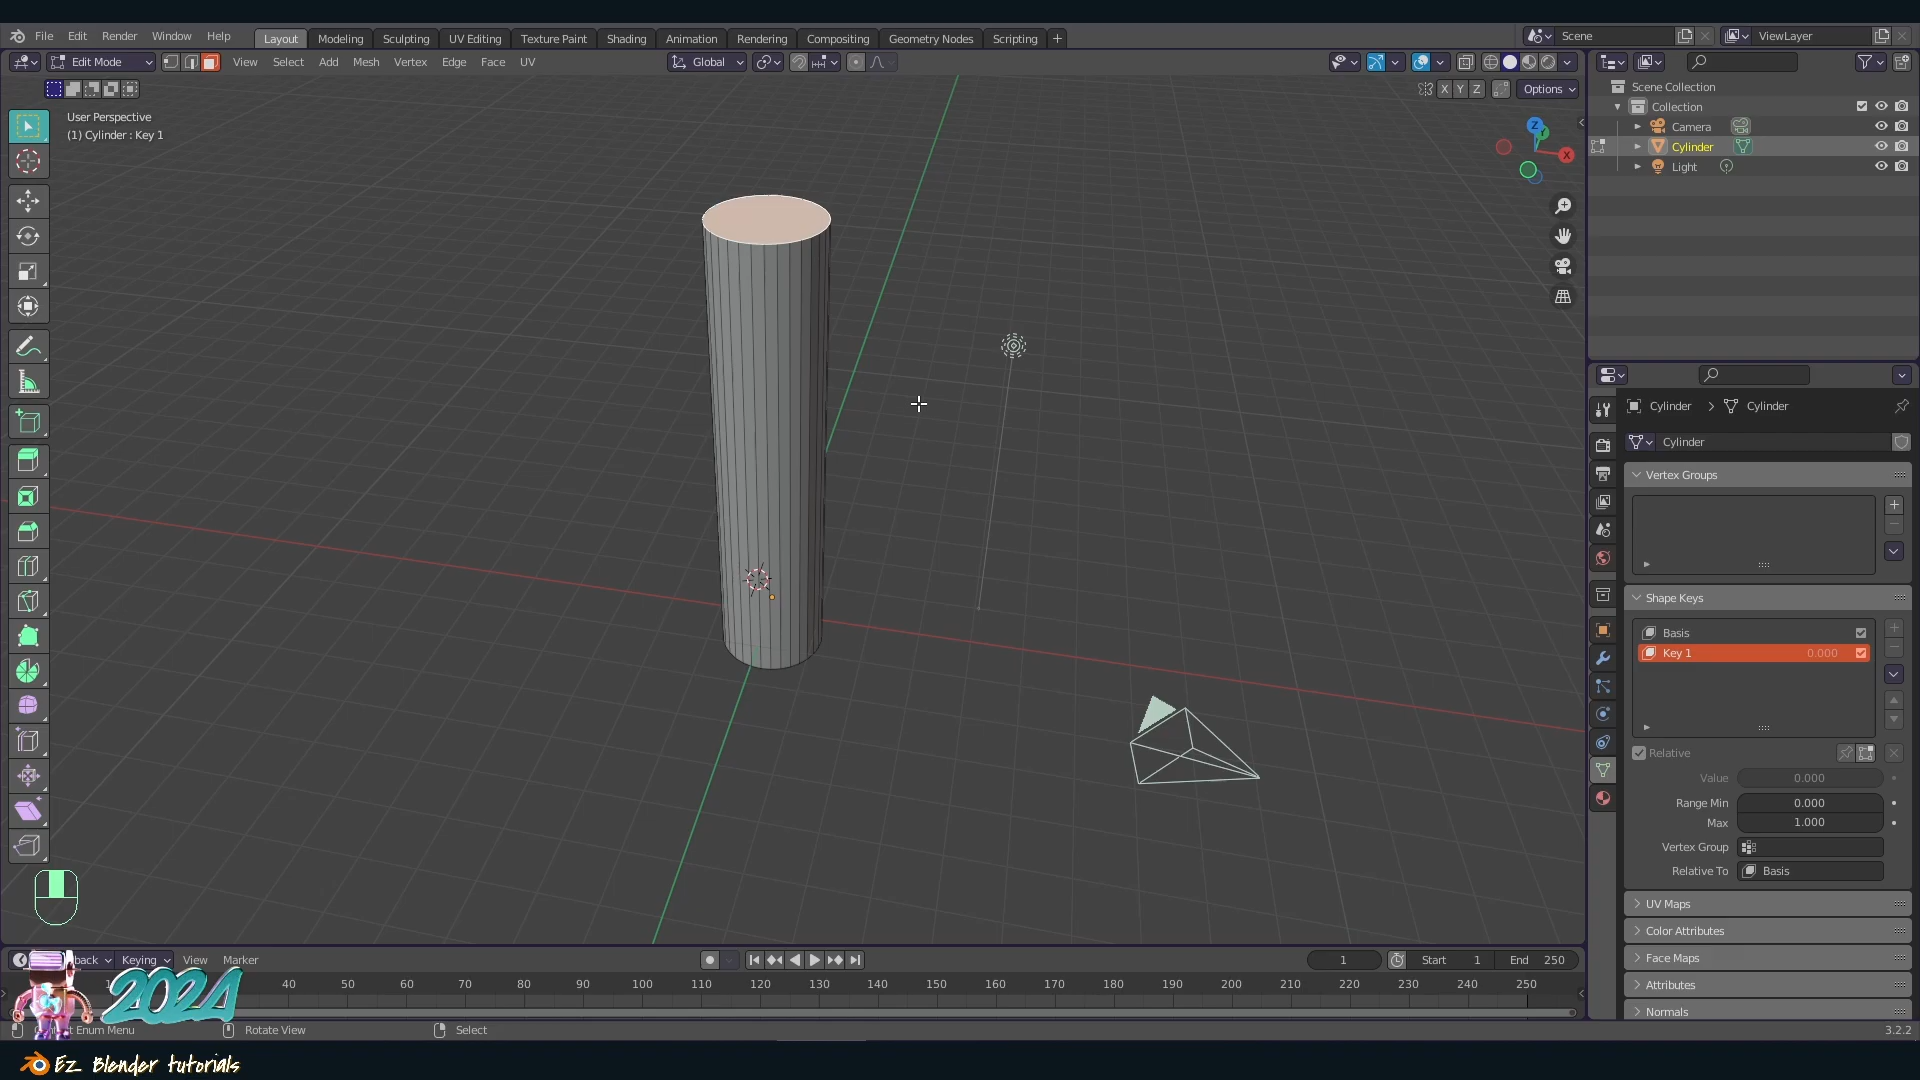 File Edit Render Window Help Layout Modeling Sculpting UV Editing Texture Paint Shading Animation Rendering Compositing Geometry Nodes Scripting + Scene ViewLayer
Edit Mode View Select Add Mesh Vertex Edge Face UV Global
X Y Z Options
User Perspective
(1) Cylinder : Key 1
Z X
Scene Collection
Collection
Camera
Cylinder
Light
Cylinder > Cylinder
Cylinder
Vertex Groups
Shape Keys
Basis
Key 1 0.000
Relative
Value 0.000
Range Min 0.000
Max 1.000
Vertex Group
Relative To Basis
UV Maps
Color Attributes
Face Maps
Attributes
Normals
Keying View Marker 1 Start 1 End 250
40 50 60 70 80 90 100 110 120 130 140 150 160 170 180 190 200 210 220 230 240 250
2024
Enum Menu Rotate View Select 3.2.2
Ez Blender tutorials